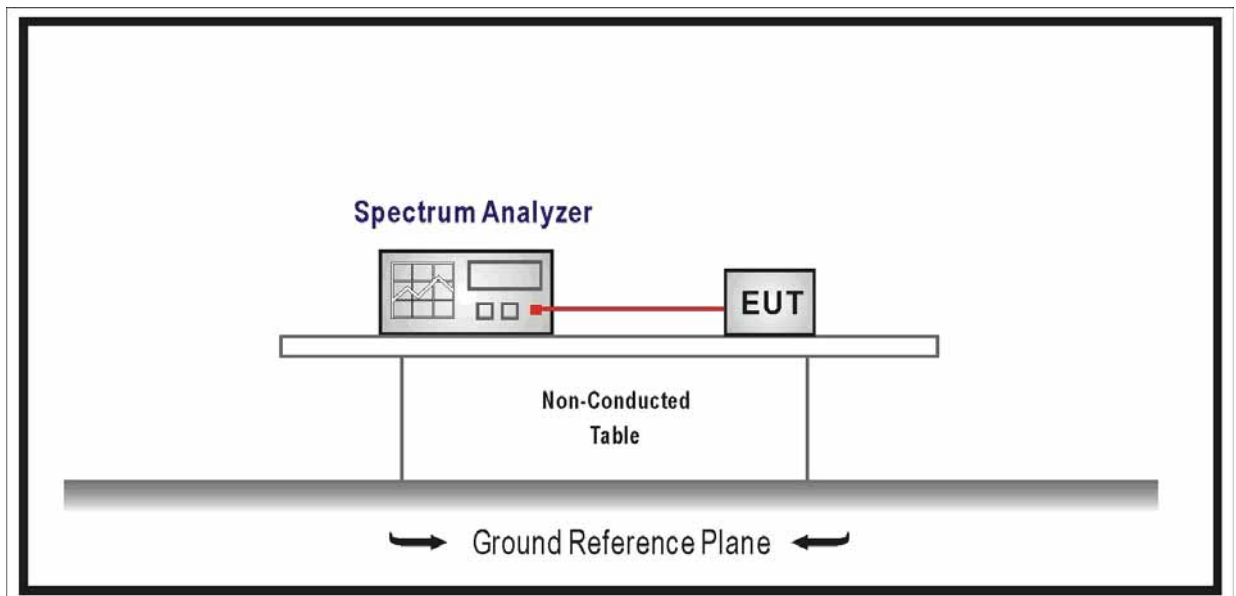 Spectrum Analyzer
EUT
Non-Conducted
Table
Ground Reference Plane